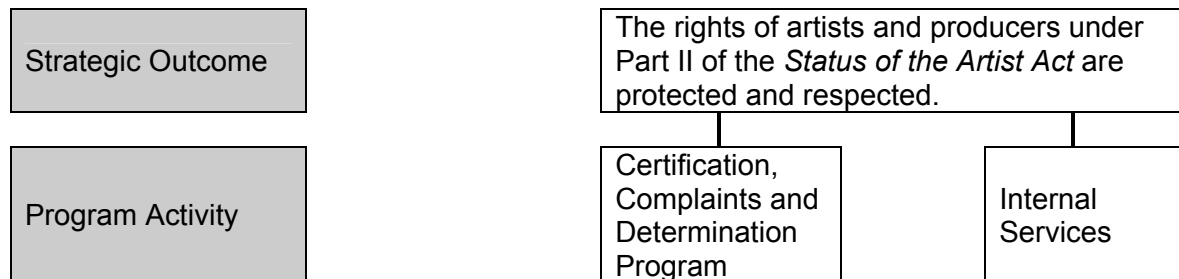 Strategic Outcome
The rights of artists and producers under
Part II of the Status of the Artist Act are
protected and respected.
Program Activity
Certification,
Complaints and
Determination
Program
Internal
Services